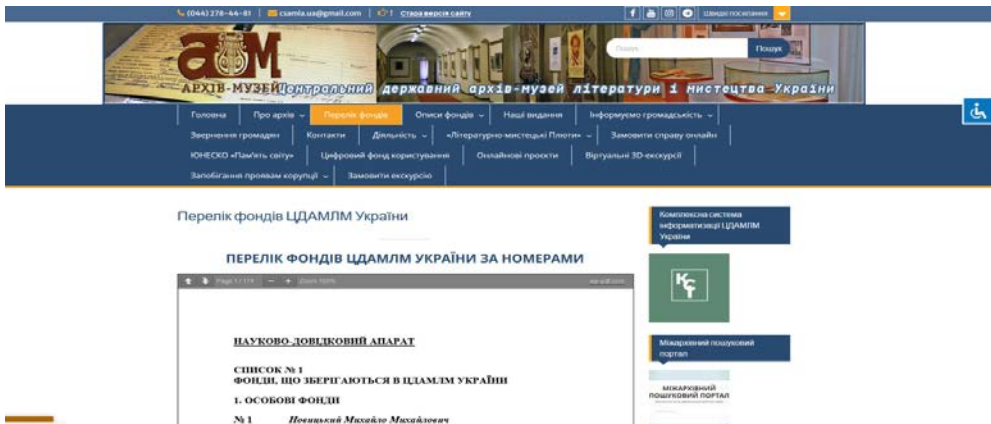 (044) 278-44-81 csamla.ua@gmail.com Стара версія сайту Швидкі посилання
Пошук Пошук
АРХІВ-МУЗЕЙ
Центральний державний архів-музей літератури і мистецтва України
Головна Про архів Перелік фондів Описи фондів Наші видання Інформуємо громадськість
Звернення громадян Контакти Діяльність «Літературно-мистецькі Плюти» Замовити справу онлайн
ЮНЕСКО «Пам'ять світу» Цифровий фонд користування Онлайнові проєкти Віртуальні 3D-екскурсії
Запобігання проявам корупції Замовити екскурсію
Перелік фондів ЦДАМЛМ України
ПЕРЕЛІК ФОНДІВ ЦДАМЛМ УКРАЇНИ ЗА НОМЕРАМИ
НАУКОВО-ДОВІДКОВИЙ АПАРАТ
СПИСОК № 1
ФОНДИ, ЩО ЗБЕРІГАЮТЬСЯ В ЦДАМЛМ УКРАЇНИ
1. ОСОБОВІ ФОНДИ
№ 1 Новицький Михайло Михайлович
Комплексна система
інформатизації ЦДАМЛМ
України
Міжархівний пошуковий
портал
МІЖАРХІВНИЙ
ПОШУКОВИЙ ПОРТАЛ